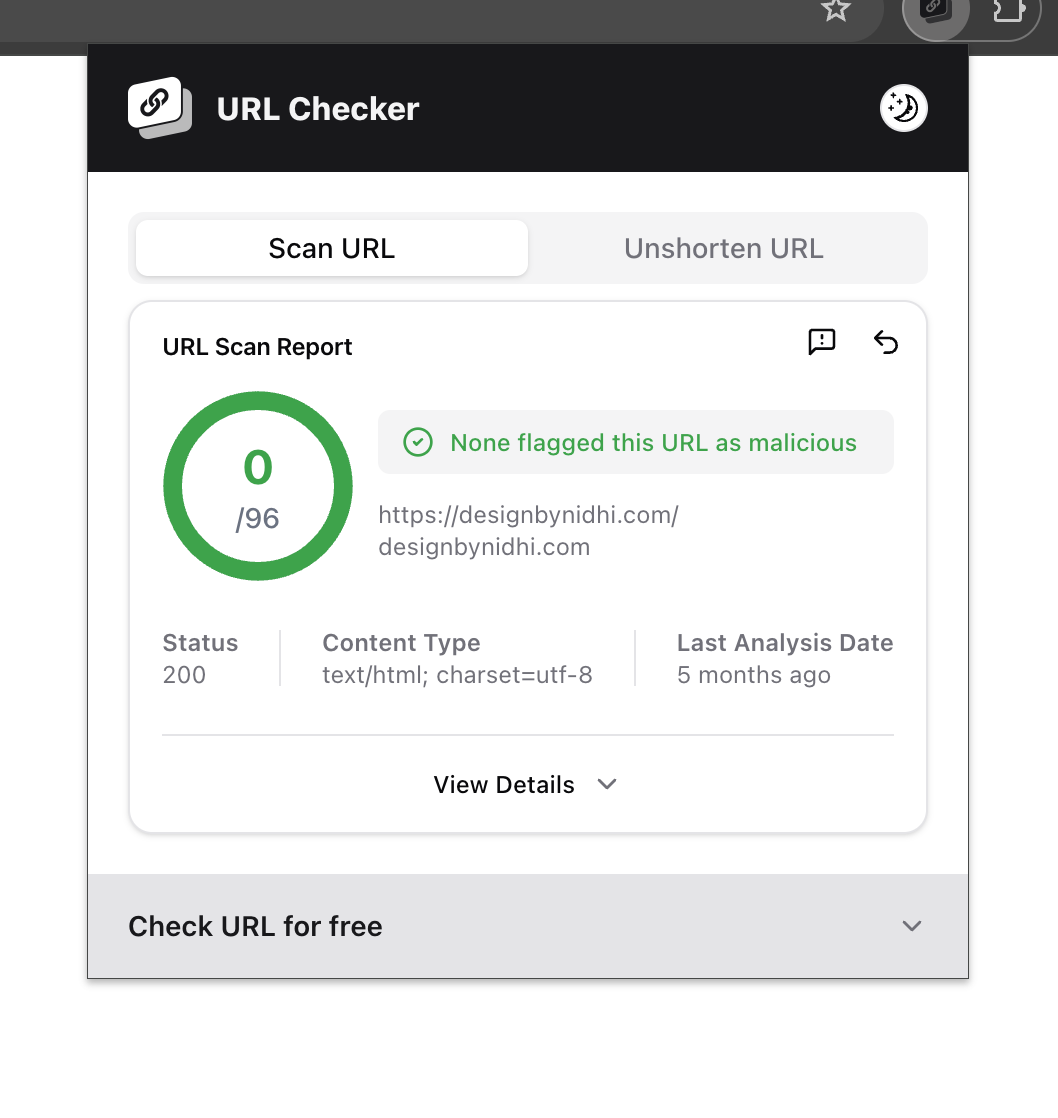 URL Checker
Scan URL
Unshorten URL
URL Scan Report
0
/96
None flagged this URL as malicious
https://designbynidhi.com/
designbynidhi.com
Status
200
Content Type
text/html; charset=utf-8
Last Analysis Date
5 months ago
View Details
Check URL for free